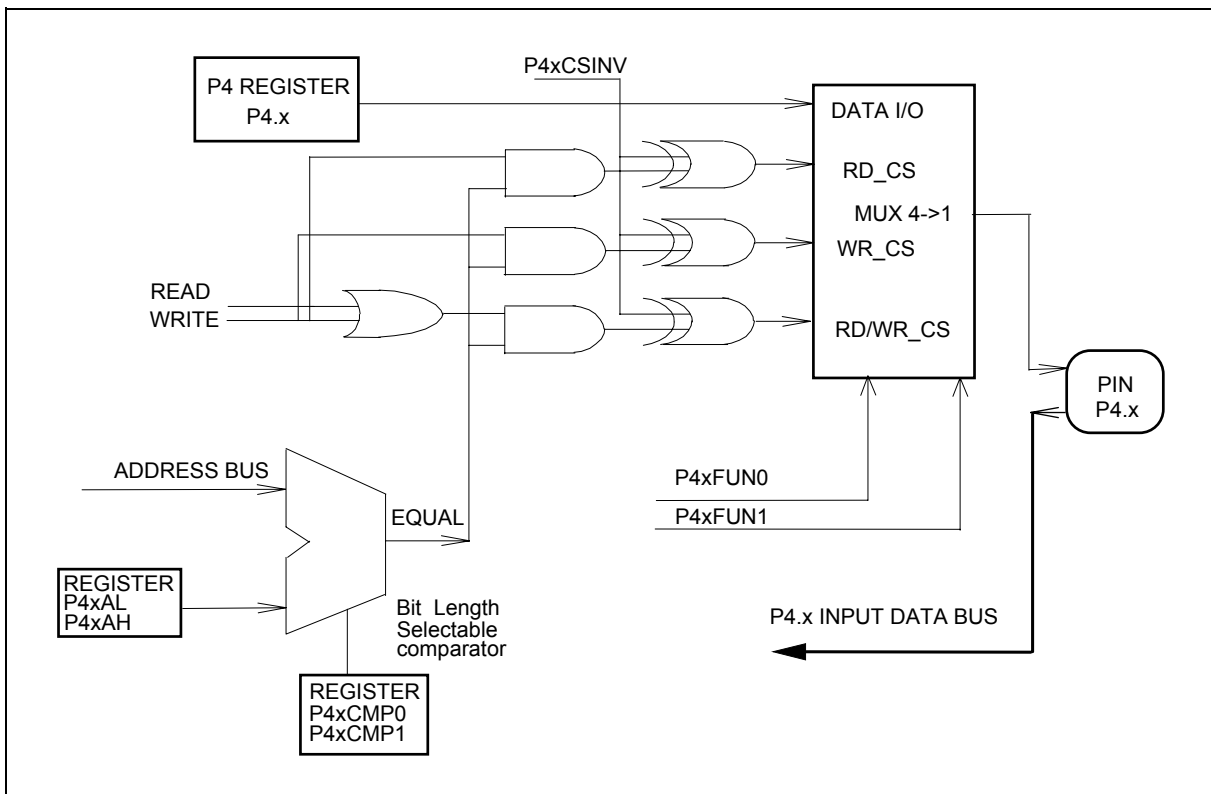 P4xCSINV
P4 REGISTER
P4.x
DATA I/O
RD_CS
MUX 4->1
WR_CS
READ
WRITE
RD/WR_CS
PIN
P4.x
ADDRESS BUS
P4xFUN0
EQUAL
P4xFUN1
REGISTER
P4xAL
P4xAH
Bit Length
Selectable
comparator
P4.x INPUT DATA BUS
REGISTER
P4xCMP0
P4xCMP1